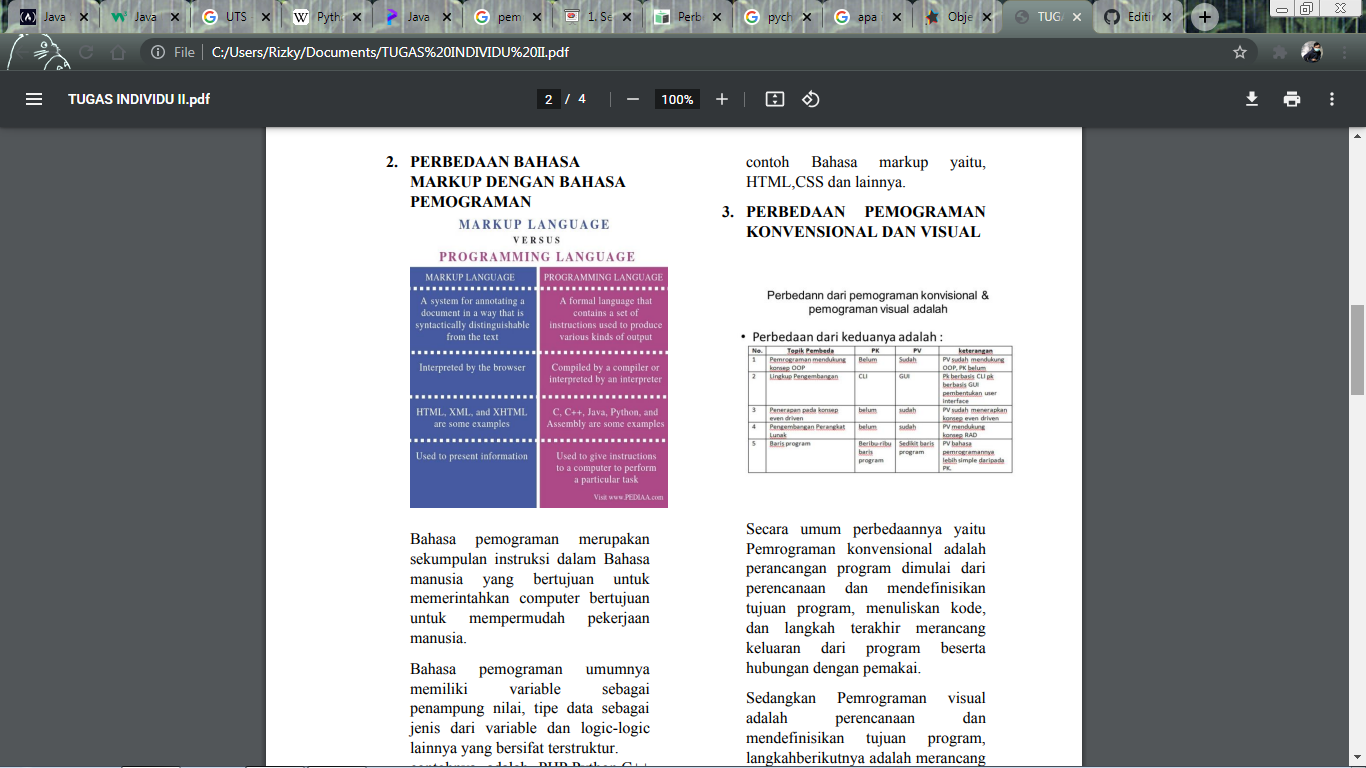 Java
Java
UTS
Pyth
Java
pem
1. Se
Perb
pych
apa
Obje
TUG
Editi
File
C:/Users/Rizky/Documents/TUGAS%20INDIVIDU%20II.pdf
TUGAS INDIVIDU II.pdf
2 / 4
100%
2. PERBEDAAN BAHASA
MARKUP DENGAN BAHASA
PEMOGRAMAN
MARKUP LANGUAGE
VERSUS
PROGRAMMING LANGUAGE
MARKUP LANGUAGE
PROGRAMMING LANGUAGE
A system for annotating a
document in a way that is
syntactically distinguishable
from the text
A formal language that
contains a set of
instructions used to produce
various kinds of output
Interpreted by the browser
Compiled by a compiler or
interpreted by an interpreter
HTML, XML, and XHTML
are some examples
C, C++, Java, Python, and
Assembly are some examples
Used to present information
Used to give instructions
to a computer to perform
a particular task
Visit www.PEDIAA.com
Bahasa pemograman merupakan
sekumpulan instruksi dalam Bahasa
manusia yang bertujuan untuk
memerintahkan computer bertujuan
untuk mempermudah pekerjaan
manusia.
Bahasa pemograman umumnya
memiliki variable sebagai
penampung nilai, tipe data sebagai
jenis dari variable dan logic-logic
lainnya yang bersifat terstruktur.
contohnya adalah PHP,Python,C++
contoh Bahasa markup yaitu,
HTML,CSS dan lainnya.
3. PERBEDAAN PEMOGRAMAN
KONVENSIONAL DAN VISUAL
Perbedann dari pemograman konvisional &
pemograman visual adalah
• Perbedaan dari keduanya adalah :
No. Topik Pembeda PK PV keterangan
1 Pemrograman mendukung
konsep OOP
Belum
Sudah
PV sudah mendukung
OOP, PK belum
2 Lingkup Pengembangan
CLI
GUI
Pk berbasis CLI pk
berbasis GUI
pembentukan user
interface
3 Penerapan pada konsep
even driven
belum
sudah
PV sudah menerapkan
konsep even driven
4 Pengembangan Perangkat
Lunak
belum
sudah
PV mendukung
konsep RAD
5 Baris program
Beribu-ribu
baris
program
Sedikit baris
program
PV bahasa
pemrogramannya
lebih simple daripada
PK.
Secara umum perbedaannya yaitu
Pemrograman konvensional adalah
perancangan program dimulai dari
perencanaan dan mendefinisikan
tujuan program, menuliskan kode,
dan langkah terakhir merancang
keluaran dari program beserta
hubungan dengan pemakai.
Sedangkan Pemrograman visual
adalah perencanaan dan
mendefinisikan tujuan program,
langkahberikutnya adalah merancang